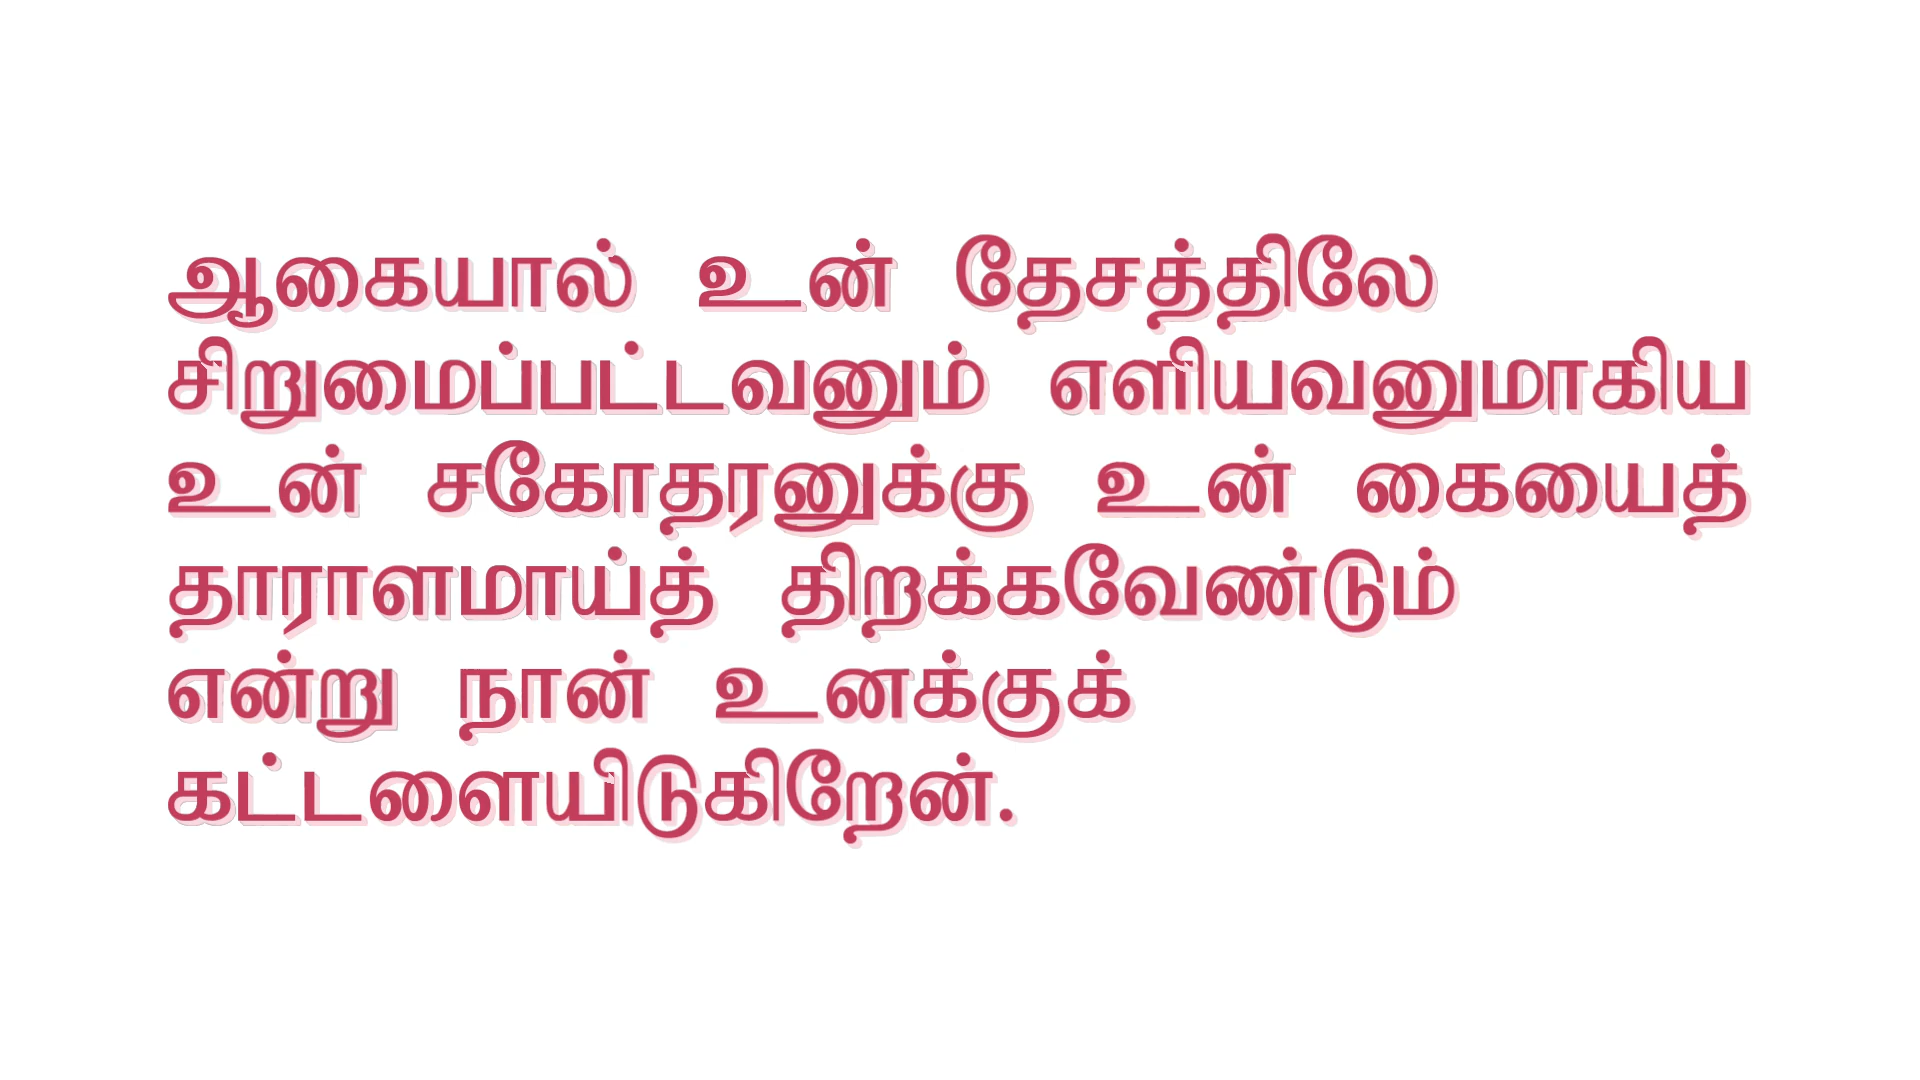 ஆகையால் உன் தேசத்திலே
சிறுமைப்பட்டவனும் எளியவனுமாகிய
உன் சகோதரனுக்கு உன் கையைத்
தாராளமாய்த் திறக்கவேண்டும்
என்று நான் உனக்குக்
கட்டளையிடுகிறேன்.